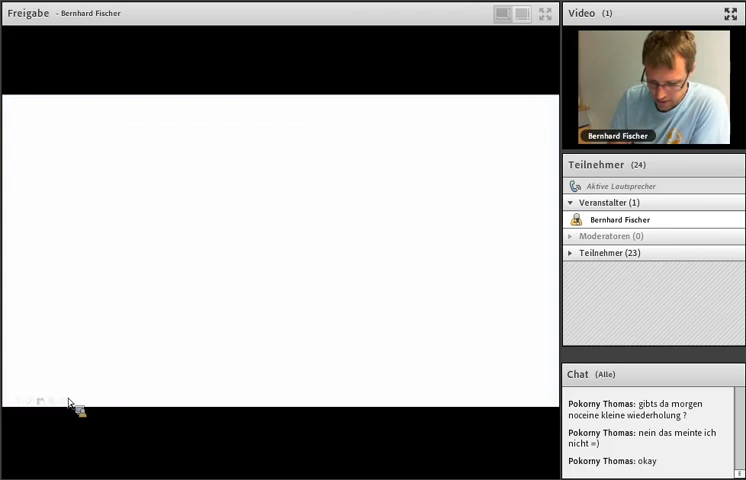 Freigabe - Bernhard Fischer
Video (1)
Bernhard Fischer
Teilnehmer (24)
Aktive Lautsprecher
Veranstalter (1)
Bernhard Fischer
Moderatoren (0)
Teilnehmer (23)
Chat (Alle)
Pokorny Thomas: gibts da morgen
noceine kleine wiederholung ?
Pokorny Thomas: nein das meinte ich
nicht =)
Pokorny Thomas: okay